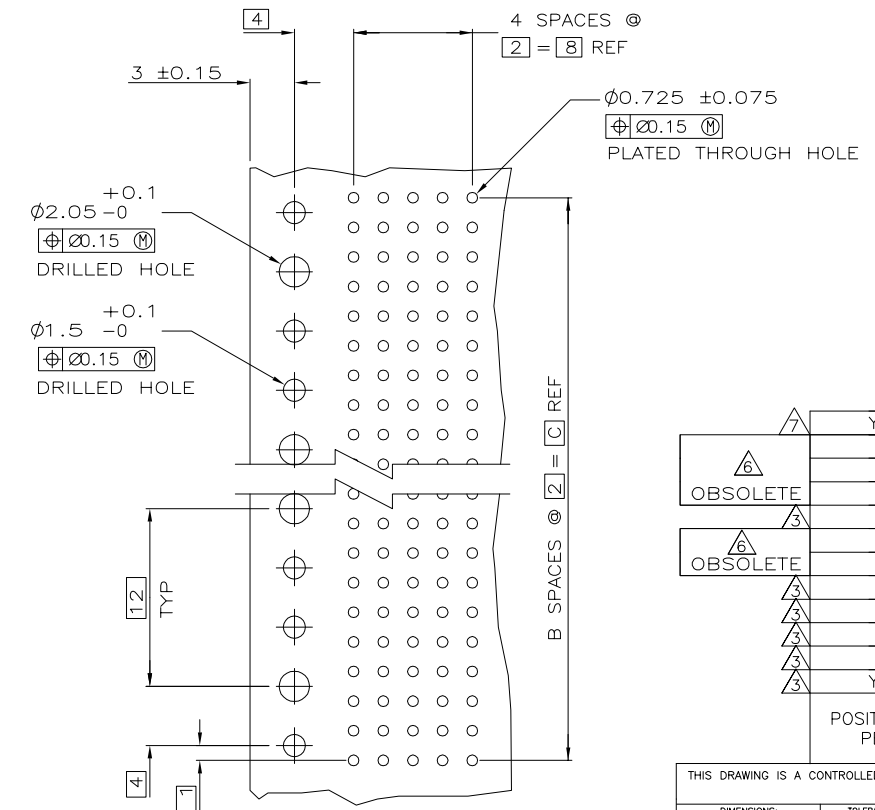 4
4 SPACES @
2 = 8 REF
3 ±0.15
Ø0.725 ±0.075
⌖ Ø0.15 Ⓜ
PLATED THROUGH HOLE
+0.1
Ø2.05 -0
⌖ Ø0.15 Ⓜ
DRILLED HOLE
+0.1
Ø1.5 -0
⌖ Ø0.15 Ⓜ
DRILLED HOLE
B SPACES @ 2 = C REF
12
TYP
4
1
7
Y
6
OBSOLETE
3
6
OBSOLETE
3
3
3
3
3
Y
POSIT
P
THIS DRAWING IS A CONTROLLE
DIMENSIONS: